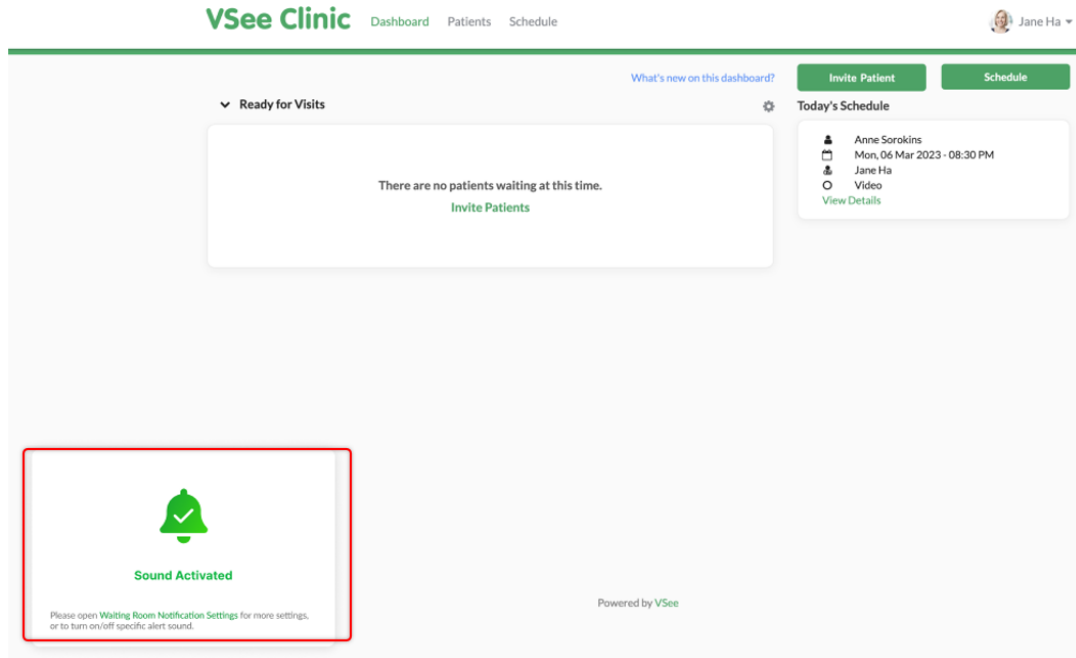 VSee Clinic Dashboard Patients Schedule Jane Ha
What's new on this dashboard? Invite Patient Schedule
Ready for Visits
There are no patients waiting at this time.
Invite Patients
Today's Schedule
Anne Sorokins
Mon, 06 Mar 2023 - 08:30 PM
Jane Ha
Video
View Details
Sound Activated
Please open Waiting Room Notification Settings for more settings,
or to turn on/off specific alert sound.
Powered by VSee